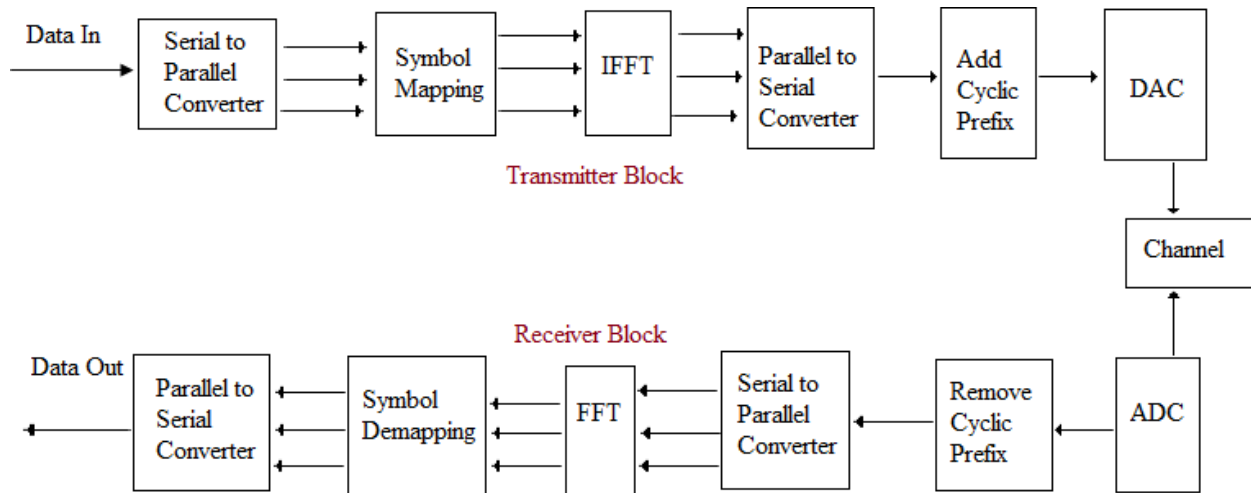 Data In
Serial to
Parallel
Converter
Symbol
Mapping
IFFT
Parallel to
Serial
Converter
Add
Cyclic
Prefix
DAC
Transmitter Block
Channel
Receiver Block
Data Out
Parallel to
Serial
Converter
Symbol
Demapping
FFT
Serial to
Parallel
Converter
Remove
Cyclic
Prefix
ADC